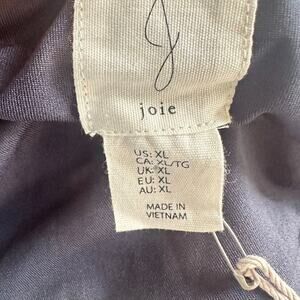 J
joie
US: XL
CA: XL/TG
UK: XL
EU: XL
AU: XL
MADE IN
VIETNAM